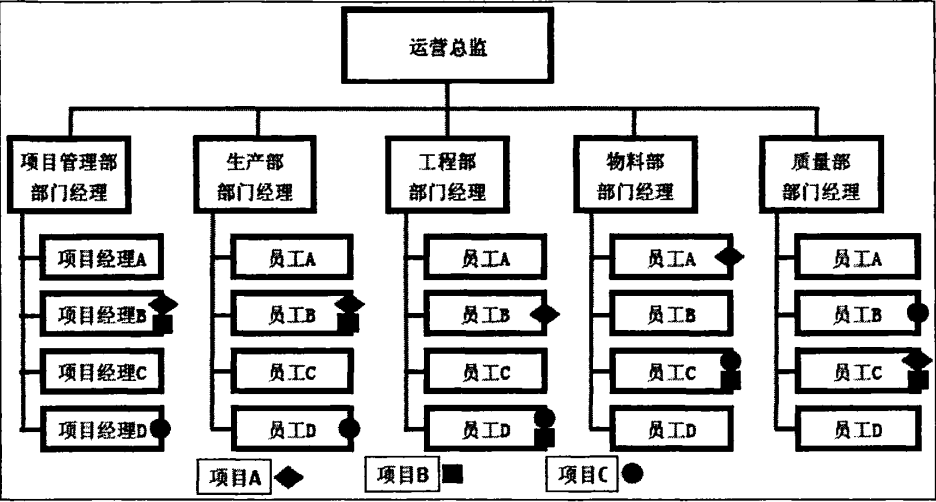 运营总监
项目管理部
部门经理
生产部
部门经理
工程部
部门经理
物料部
部门经理
质量部
部门经理
项目经理A
员工A
员工A
员工A
员工A
项目经理B
员工B
员工B
员工B
员工B
项目经理C
员工C
员工C
员工C
员工C
项目经理D
员工D
员工D
员工D
员工D
项目A
项目B
项目C